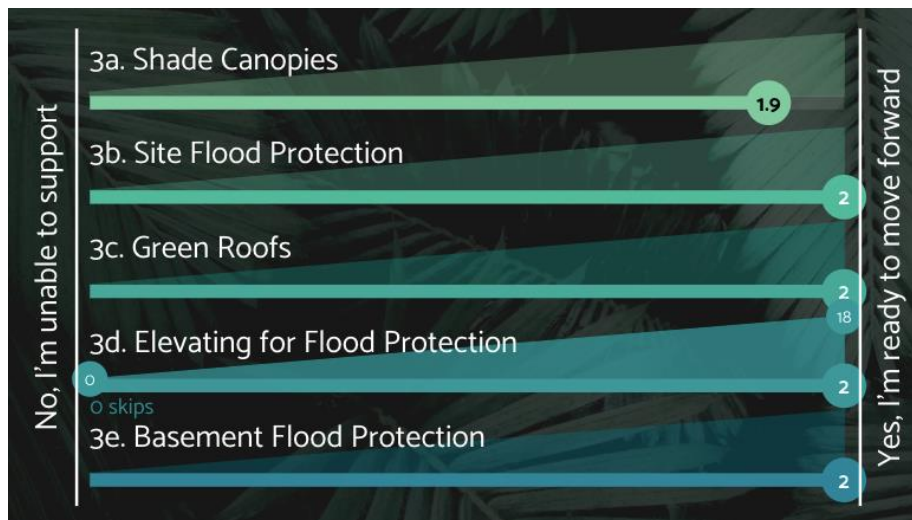 No, I'm unable to support
3a. Shade Canopies
1.9
3b. Site Flood Protection
2
3c. Green Roofs
2
18
3d. Elevating for Flood Protection
0
2
0 skips
3e. Basement Flood Protection
2
Yes, I'm ready to move forward